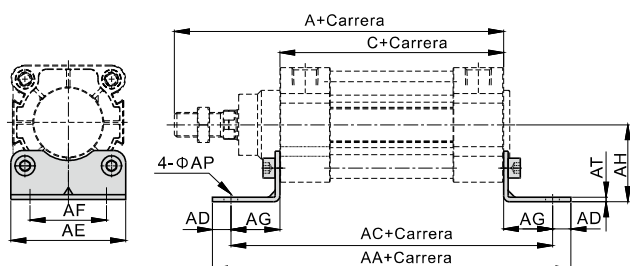 A+Carrera
C+Carrera
4-ΦAP
AT
AH
AD
AG
AG
AD
AF
AE
AC+Carrera
AA+Carrera